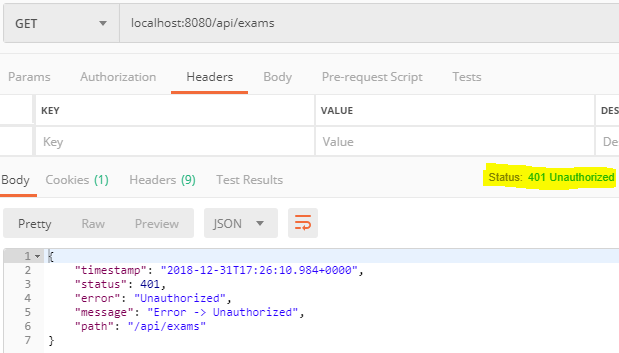 GET localhost:8080/api/exams
Params Authorization Headers Body Pre-request Script Tests
KEY VALUE DES
Key Value De
Body Cookies (1) Headers (9) Test Results Status: 401 Unauthorized
Pretty Raw Preview JSON
1 {
2 "timestamp": "2018-12-31T17:26:10.984+0000",
3 "status": 401,
4 "error": "Unauthorized",
5 "message": "Error -> Unauthorized",
6 "path": "/api/exams"
7 }